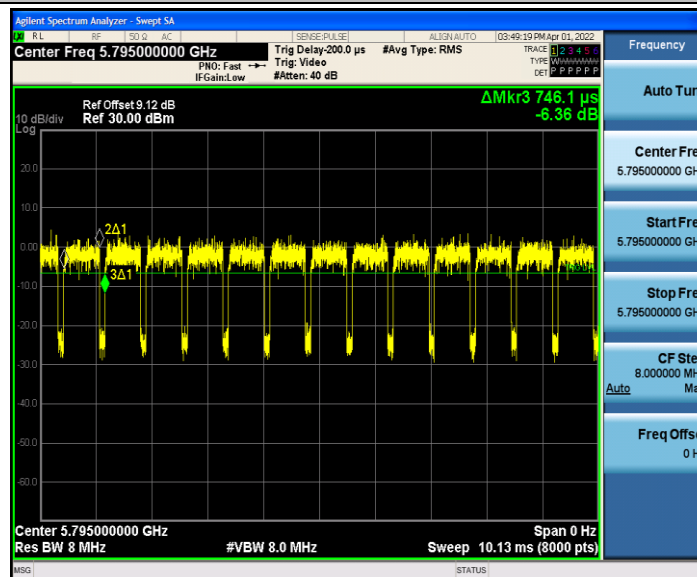 Agilent Spectrum Analyzer - Swept SA
LXI RL RF 50 Ω AC SENSE:PULSE ALIGN AUTO 03:49:19 PM Apr 01, 2022
Center Freq 5.795000000 GHz
PNO: Fast
IFGain:Low
Trig Delay-200.0 µs
Trig: Video
#Atten: 40 dB
#Avg Type: RMS
TRACE 1 2 3 4 5 6
TYPE W
DET P P P P P P
Frequency
Auto Tun
Center Fre
5.795000000 GH
Start Fre
5.795000000 GH
Stop Fre
5.795000000 GH
CF Ste
8.000000 MH
Auto Ma
Freq Offs
0 H
ΔMkr3 746.1 µs
-6.36 dB
Ref Offset 9.12 dB
10 dB/div Ref 30.00 dBm
Log
20.0
10.0
0.00
-10.0
-20.0
-30.0
-40.0
-50.0
-60.0
2Δ1
3Δ1
Center 5.795000000 GHz Span 0 Hz
Res BW 8 MHz #VBW 8.0 MHz Sweep 10.13 ms (8000 pts)
MSG STATUS